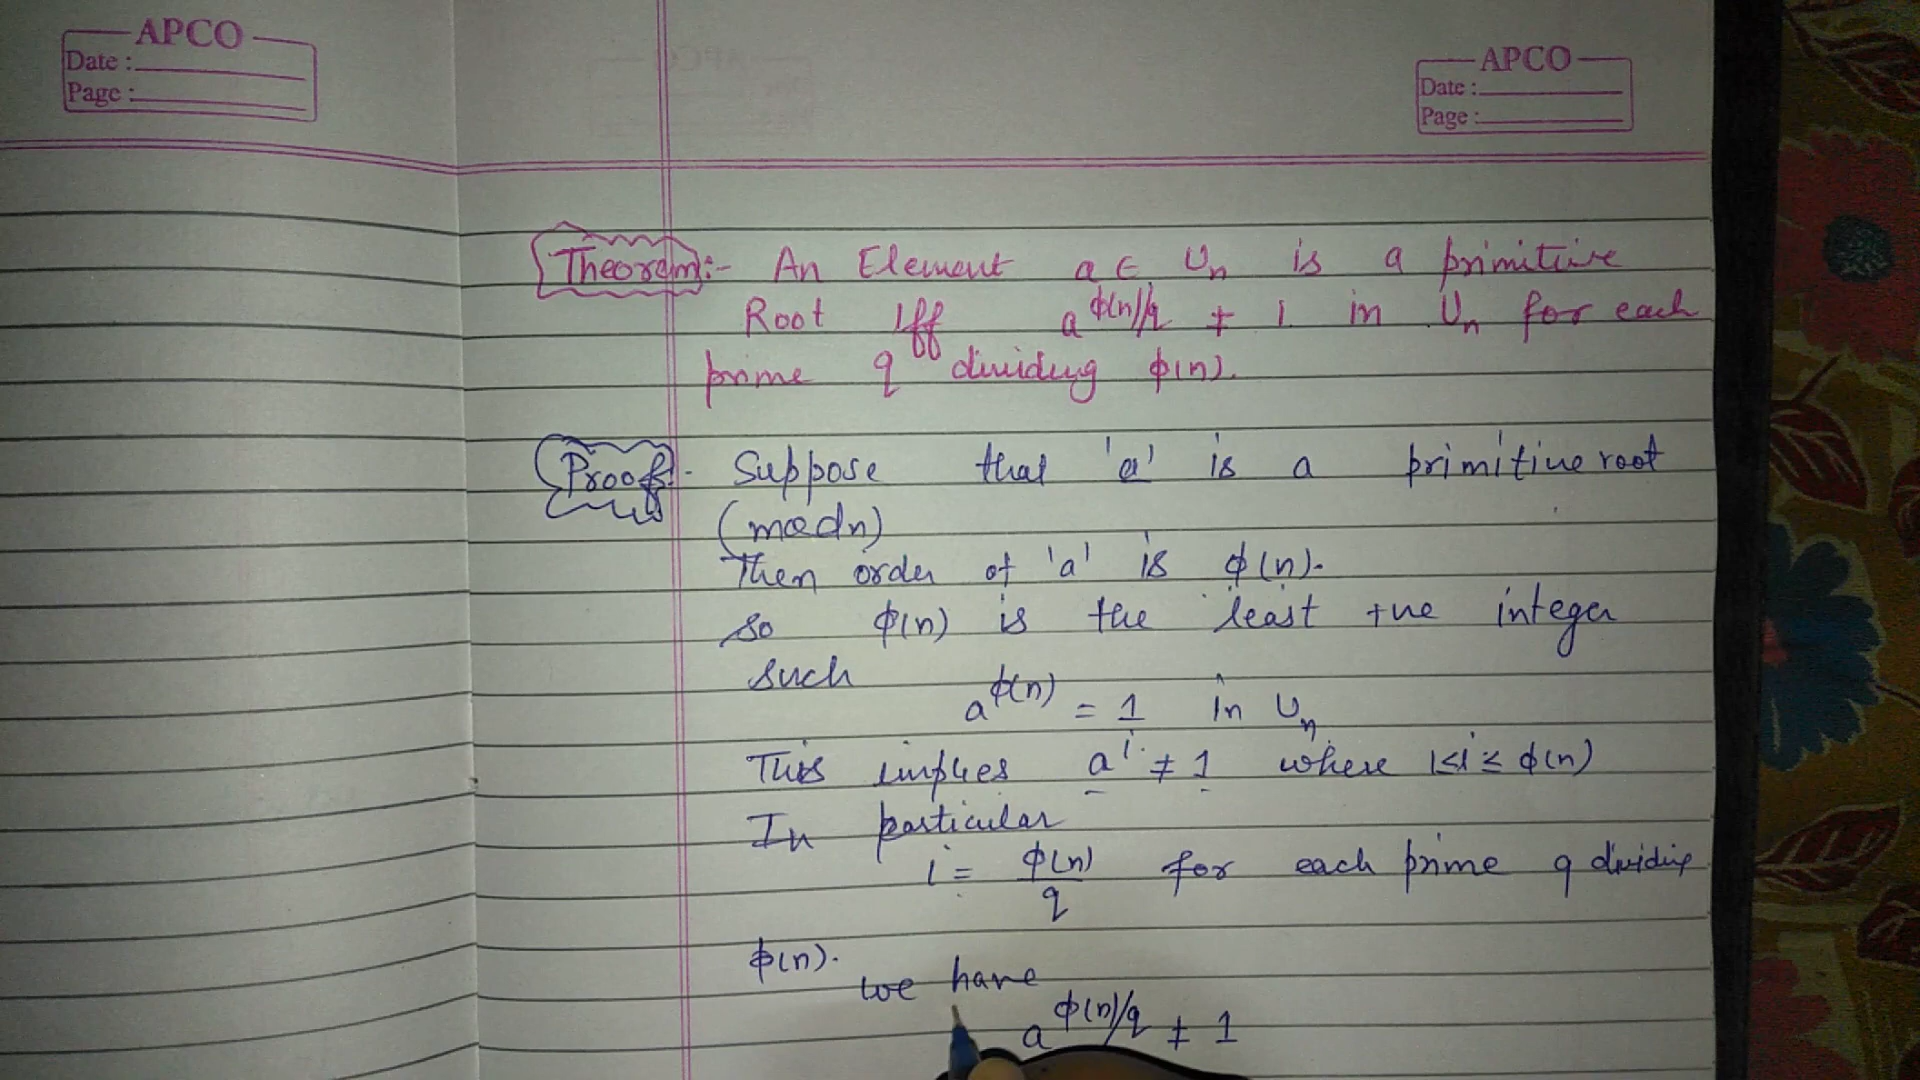 APCO
Date :
Page :
APCO
Date :
Page :
Theorem:- An Element a ∈ Un is a primitive
Root iff a^ϕ(n)/q ≠ 1 in Un for each
prime q dividing ϕ(n).
Proof:- Suppose that 'a' is a primitive root
(mod n)
Then order of 'a' is ϕ(n).
so ϕ(n) is the least +ve integer
such
a^ϕ(n) = 1 in Un
This implies a^i ≠ 1 where 1≤i≤ ϕ(n)
In particular
i = ϕ(n)/q for each prime q dividing
ϕ(n).
we have
a^ϕ(n)/q ≠ 1